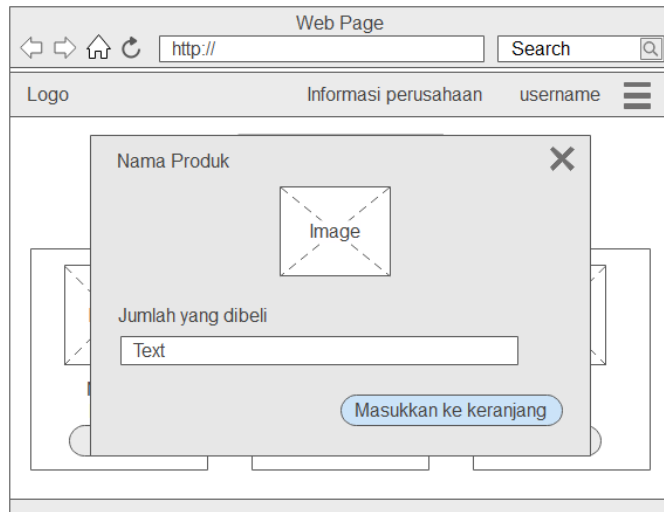 Web Page
http://
Search
Logo
Informasi perusahaan
username
Nama Produk
Image
Jumlah yang dibeli
Text
Masukkan ke keranjang